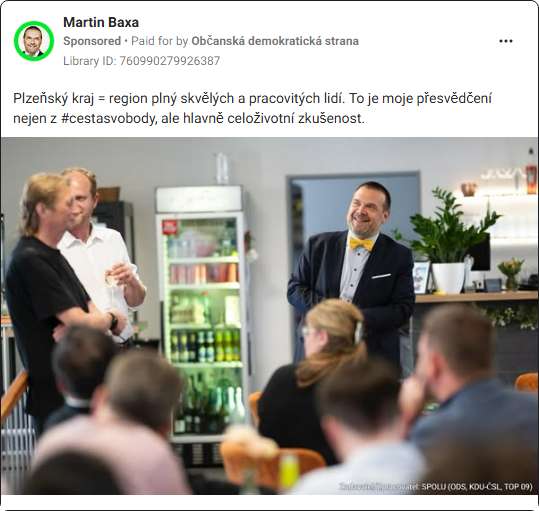 Martin Baxa
Sponsored • Paid for by Občanská demokratická strana
Library ID: 760990279926387
Plzeňský kraj = region plný skvělých a pracovitých lidí. To je moje přesvědčení
nejen z #cestasvobody, ale hlavně celoživotní zkušenost.
Zadavatel/zpracovatel: SPOLU (ODS, KDU-ČSL, TOP 09)